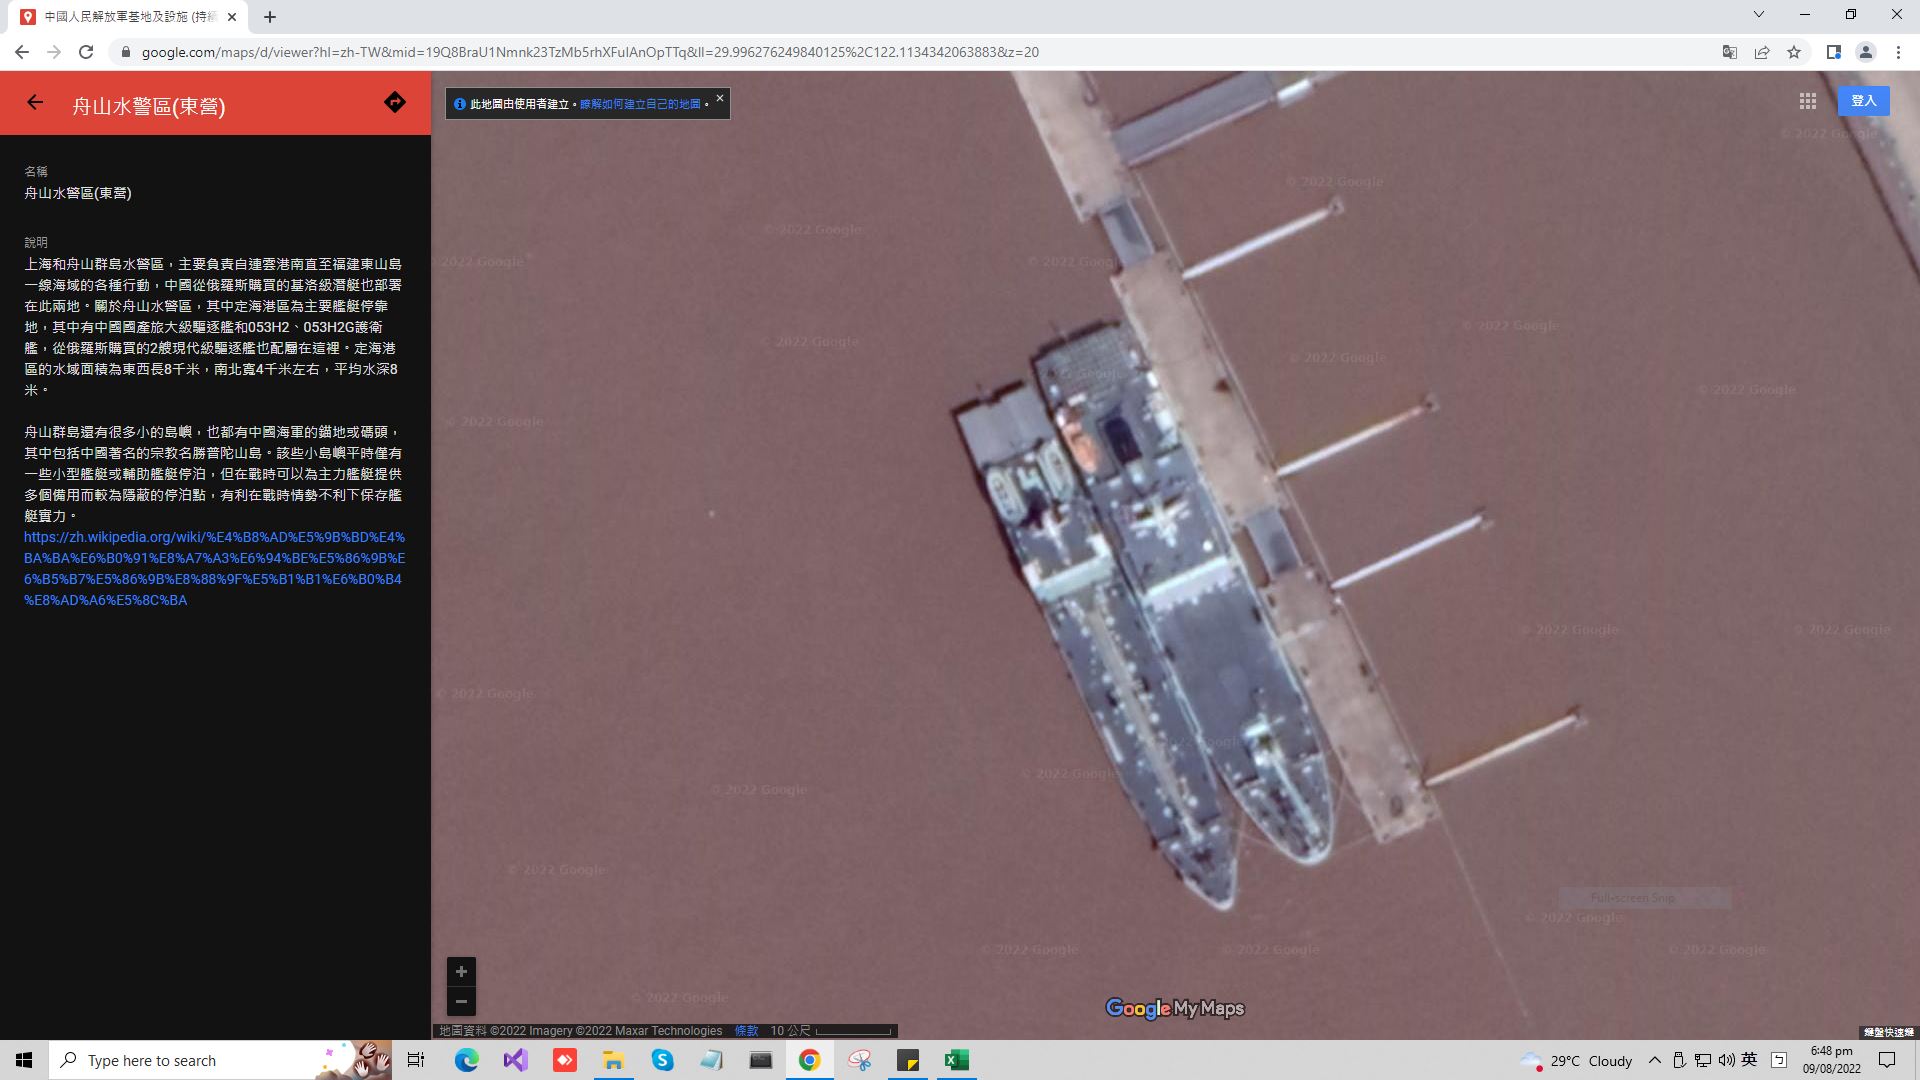 中國人民解放軍基地及設施 (持續
google.com/maps/d/viewer?hl=zh-TW&mid=19Q8BraU1Nmnk23TzMb5rhXFuIAnOpTTq&ll=29.996276249840125%2C122.1134342063883&z=20
舟山水警區(東營)
此地圖由使用者建立。瞭解如何建立自己的地圖。
登入
名稱
舟山水警區(東營)
說明
上海和舟山群島水警區，主要負責自連雲港南直至福建東山島
一線海域的各種行動，中國從俄羅斯購買的基洛級潛艇也部署
在此兩地。關於舟山水警區，其中定海港區為主要艦艇停靠
地，其中有中國國產旅大級驅逐艦和053H2、053H2G護衛
艦，從俄羅斯購買的2艘現代級驅逐艦也配屬在這裡。定海港
區的水域面積為東西長8千米，南北寬4千米左右，平均水深8
米。
舟山群島還有很多小的島嶼，也都有中國海軍的錨地或碼頭，
其中包括中國著名的宗教名勝普陀山島。該些小島嶼平時僅有
一些小型艦艇或輔助艦艇停泊，但在戰時可以為主力艦艇提供
多個備用而較為隱蔽的停泊點，有利在戰時情勢不利下保存艦
艇實力。
https://zh.wikipedia.org/wiki/%E4%B8%AD%E5%9B%BD%E4%
BA%BA%E6%B0%91%E8%A7%A3%E6%94%BE%E5%86%9B%E
6%B5%B7%E5%86%9B%E8%88%9F%E5%B1%B1%E6%B0%B4
%E8%AD%A6%E5%8C%BA
© 2022 Google
Full-screen Snip
Google My Maps
地圖資料 ©2022 Imagery ©2022 Maxar Technologies 條款 10 公尺
鍵盤快速鍵
Type here to search
29°C Cloudy
英
6:48 pm
09/08/2022